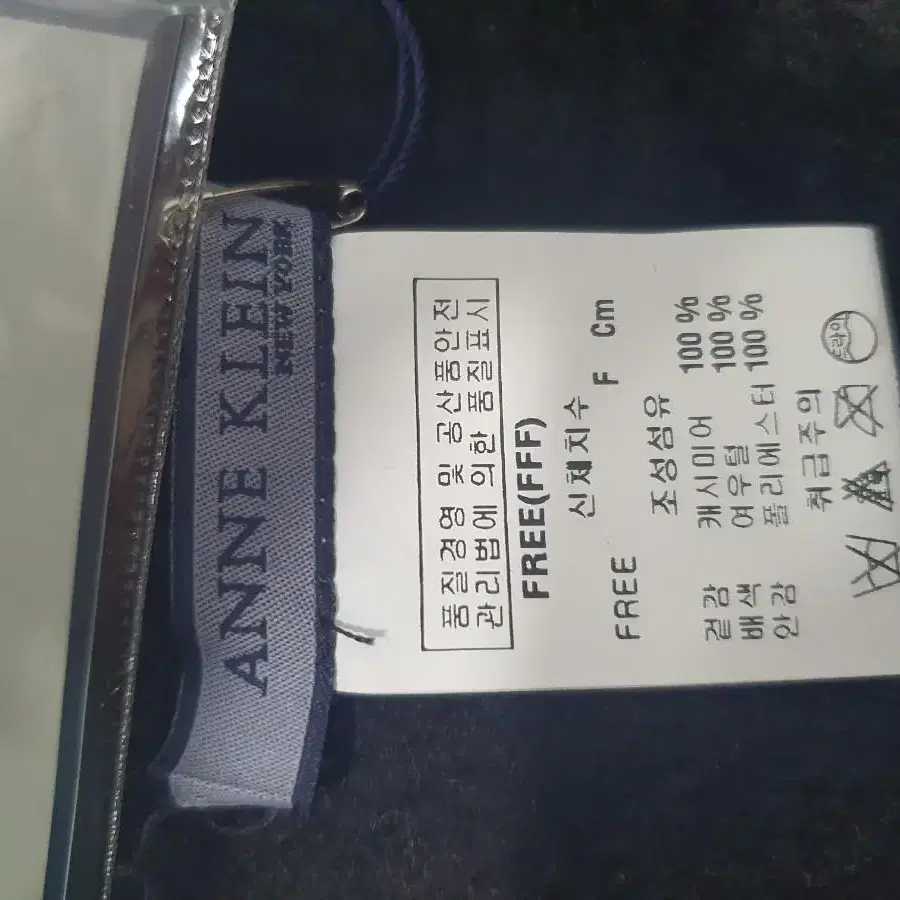 ANNE KLEIN
NEW YORK
품질경영 및 공산품안전
관리법에 의한 품질표시
FREE(FFF)
신체치수
FREE F Cm
조성섬유
겉감 캐시미어 100 %
배색 여우털 100 %
안감 폴리에스터 100 %
취급주의
드라이